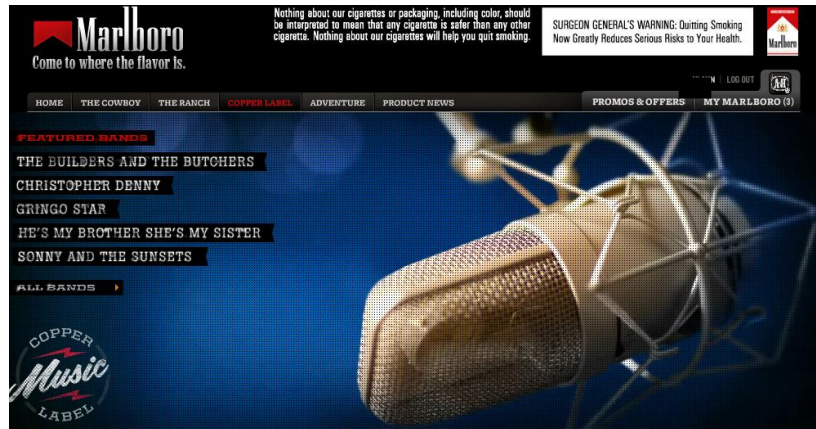 Marlboro
Come to where the flavor is.
Nothing about our cigarettes or packaging, including color, should
be interpreted to mean that any cigarette is safer than any other
cigarette. Nothing about our cigarettes will help you quit smoking.
SURGEON GENERAL'S WARNING: Quitting Smoking
Now Greatly Reduces Serious Risks to Your Health.
Marlboro
LOG OUT
HOME
THE COWBOY
THE RANCH
COPPER LABEL
ADVENTURE
PRODUCT NEWS
PROMOS & OFFERS
MY MARLBORO (3)
FEATURED BANDS
THE BUILDERS AND THE BUTCHERS
CHRISTOPHER DENNY
GRINGO STAR
HE'S MY BROTHER SHE'S MY SISTER
SONNY AND THE SUNSETS
ALL BANDS
COPPER
Music
LABEL